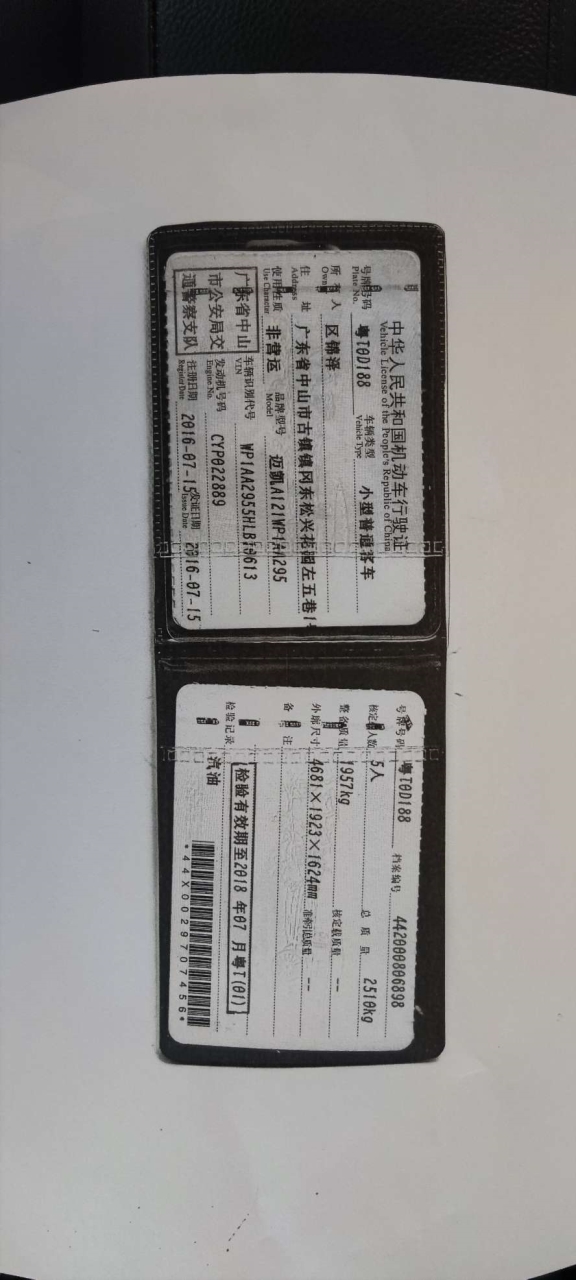 中华人民共和国机动车行驶证
Vehicle License of the People's Republic of China
号牌号码 粤T0D188 车辆类型 小型普通客车
Plate No. Vehicle Type
所有人 区锦泽
Owner
住址 广东省中山市古镇镇冈东松兴花园左五巷1
Address
使用性质 非营运 品牌型号 迈凯A121WP1AA295
Use Character Model
广东省中山
市公安局交
通警察支队
车辆识别代号 WP1AA2955HLB10613
VIN
发动机号码 CYP022889
Engine No.
注册日期 2016-07-15 发证日期 2016-07-15
Register Date Issue Date
号牌号码 粤T0D188 档案编号 442000806898
核定载人数 5人 总质量 2510kg
整备质量 1957kg 核定载质量 --
外廓尺寸 4681×1923×1624mm 准牵引总质量 --
备注
检验有效期至2018年07月粤T(01)
检验记录
汽油
*44X0029707456*